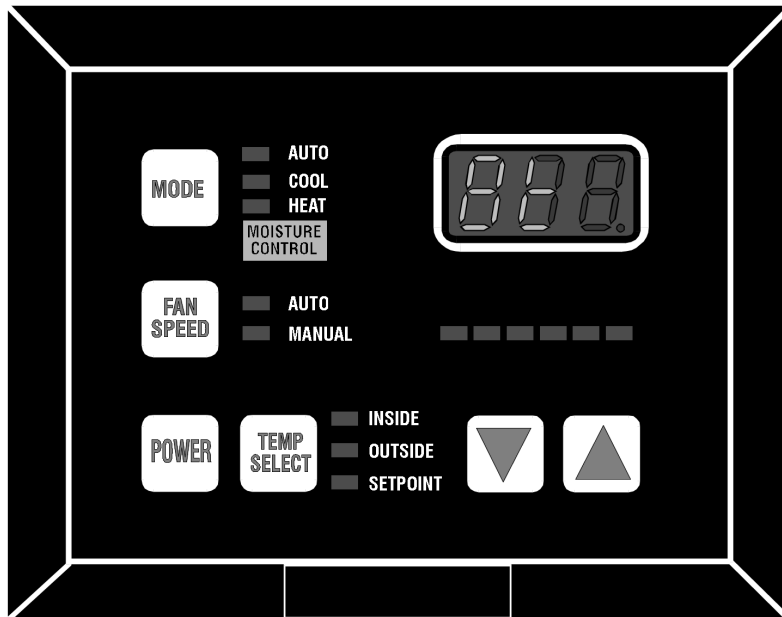 MODE
AUTO
COOL
HEAT
MOISTURE
CONTROL
FAN
SPEED
AUTO
MANUAL
POWER
TEMP
SELECT
INSIDE
OUTSIDE
SETPOINT